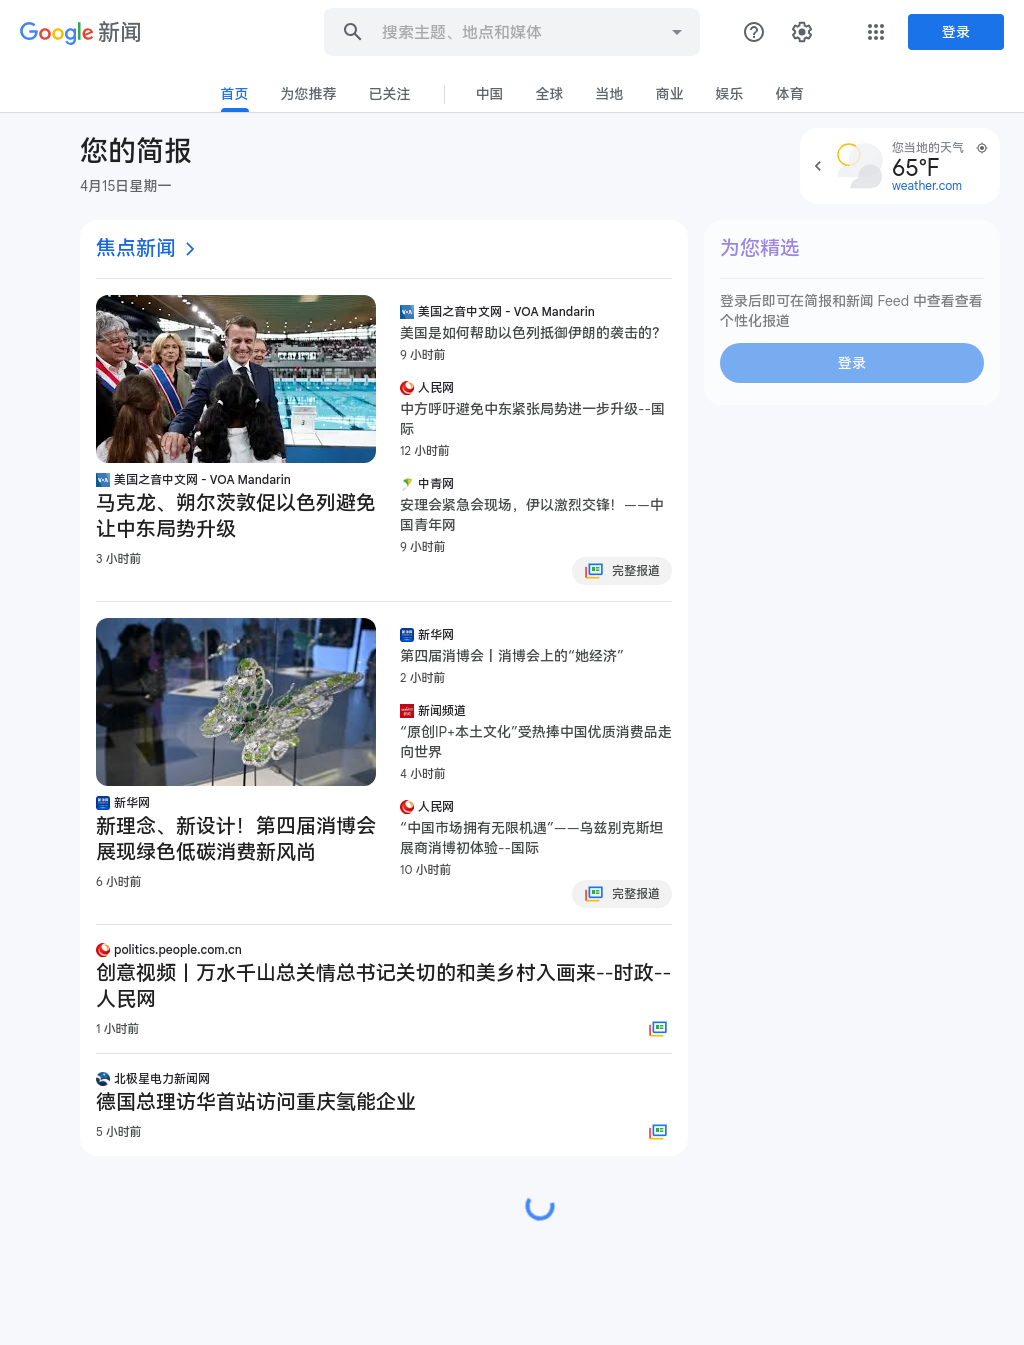 Google 新闻
搜索主题、地点和媒体
登录
首页
为您推荐
已关注
中国
全球
当地
商业
娱乐
体育
您的简报
4月15日星期一
您当地的天气
65°F
weather.com
焦点新闻
美国之音中文网 - VOA Mandarin
马克龙、朔尔茨敦促以色列避免
让中东局势升级
3 小时前
美国之音中文网 - VOA Mandarin
美国是如何帮助以色列抵御伊朗的袭击的？
9 小时前
人民网
中方呼吁避免中东紧张局势进一步升级--国
际
12 小时前
中青网
安理会紧急会现场，伊以激烈交锋！——中
国青年网
9 小时前
完整报道
新华网
新理念、新设计！第四届消博会
展现绿色低碳消费新风尚
6 小时前
新华网
第四届消博会丨消博会上的“她经济”
2 小时前
新闻频道
“原创IP+本土文化”受热捧中国优质消费品走
向世界
4 小时前
人民网
“中国市场拥有无限机遇”——乌兹别克斯坦
展商消博初体验--国际
10 小时前
完整报道
politics.people.com.cn
创意视频丨万水千山总关情总书记关切的和美乡村入画来--时政--
人民网
1 小时前
北极星电力新闻网
德国总理访华首站访问重庆氢能企业
5 小时前
为您精选
登录后即可在简报和新闻 Feed 中查看查看
个性化报道
登录